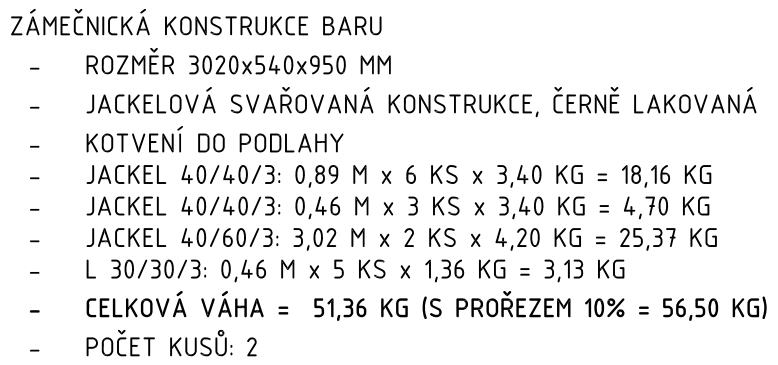 ZÁMEČNICKÁ KONSTRUKCE BARU
- ROZMĚR 3020x540x950 MM
- JACKELOVÁ SVAŘOVANÁ KONSTRUKCE, ČERNĚ LAKOVANÁ
- KOTVENÍ DO PODLAHY
- JACKEL 40/40/3: 0,89 M x 6 KS x 3,40 KG = 18,16 KG
- JACKEL 40/40/3: 0,46 M x 3 KS x 3,40 KG = 4,70 KG
- JACKEL 40/60/3: 3,02 M x 2 KS x 4,20 KG = 25,37 KG
- L 30/30/3: 0,46 M x 5 KS x 1,36 KG = 3,13 KG
- CELKOVÁ VÁHA = 51,36 KG (S PROŘEZEM 10% = 56,50 KG)
- POČET KUSŮ: 2